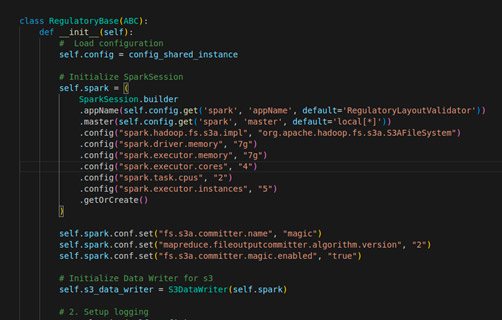 class RegulatoryBase(ABC):
    def __init__(self):
        #  Load configuration
        self.config = config_shared_instance

        # Initialize SparkSession
        self.spark = (
            SparkSession.builder
            .appName(self.config.get('spark', 'appName', default='RegulatoryLayoutValidator'))
            .master(self.config.get('spark', 'master', default='local[*]'))
            .config("spark.hadoop.fs.s3a.impl", "org.apache.hadoop.fs.s3a.S3AFileSystem")
            .config("spark.driver.memory", "7g")
            .config("spark.executor.memory", "7g")
            .config("spark.executor.cores", "4")
            .config("spark.task.cpus", "2")
            .config("spark.executor.instances", "5")
            .getOrCreate()
        )

        self.spark.conf.set("fs.s3a.committer.name", "magic")
        self.spark.conf.set("mapreduce.fileoutputcommitter.algorithm.version", "2")
        self.spark.conf.set("fs.s3a.committer.magic.enabled", "true")

        # Initialize Data Writer for s3
        self.s3_data_writer = S3DataWriter(self.spark)

        # 2. Setup logging